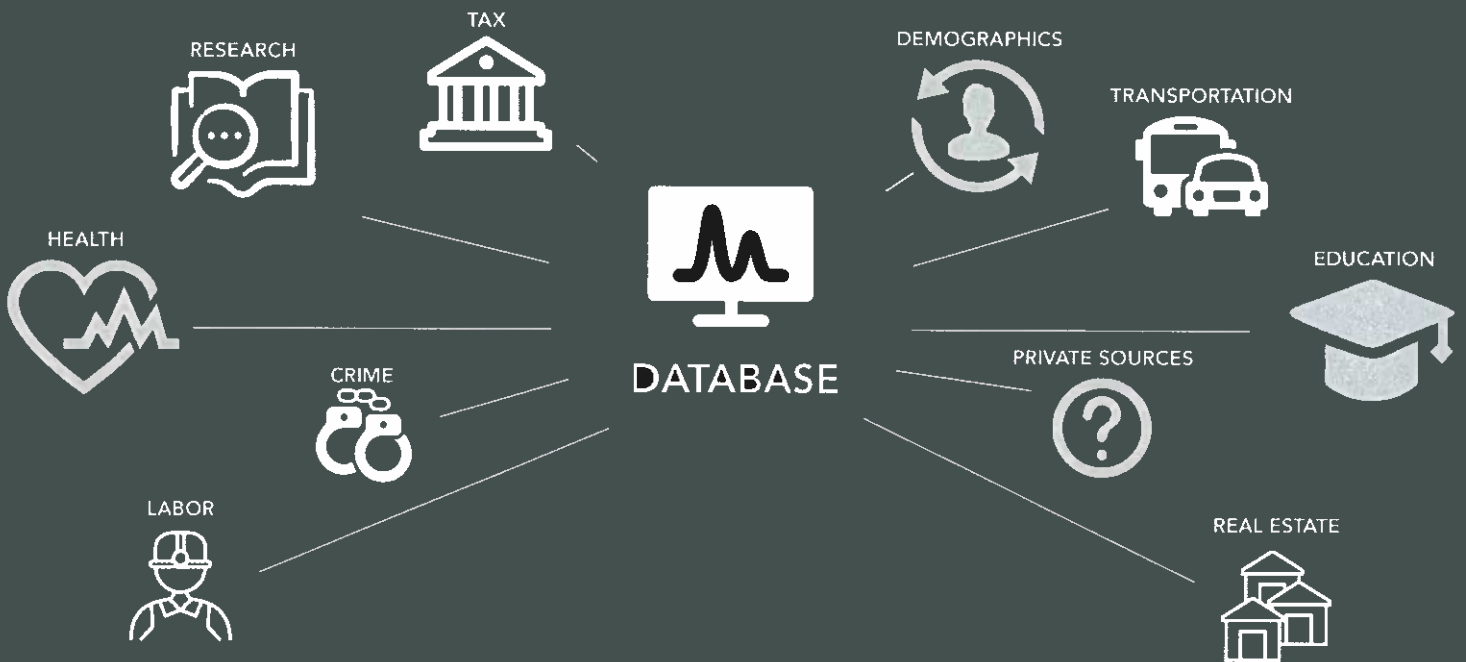 TAX
RESEARCH
DEMOGRAPHICS
TRANSPORTATION
HEALTH
EDUCATION
PRIVATE SOURCES
CRIME
DATABASE
LABOR
REAL ESTATE